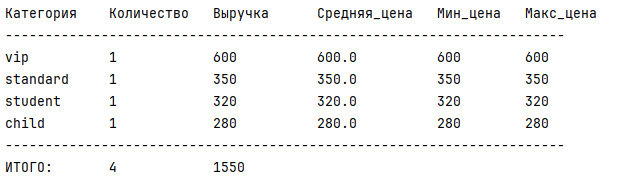 Категория    Количество   Выручка      Средняя_цена   Мин_цена   Макс_цена
----------------------------------------------------------------------
vip          1            600          600.0          600        600
standard     1            350          350.0          350        350
student      1            320          320.0          320        320
child        1            280          280.0          280        280
----------------------------------------------------------------------
ИТОГО:       4            1550